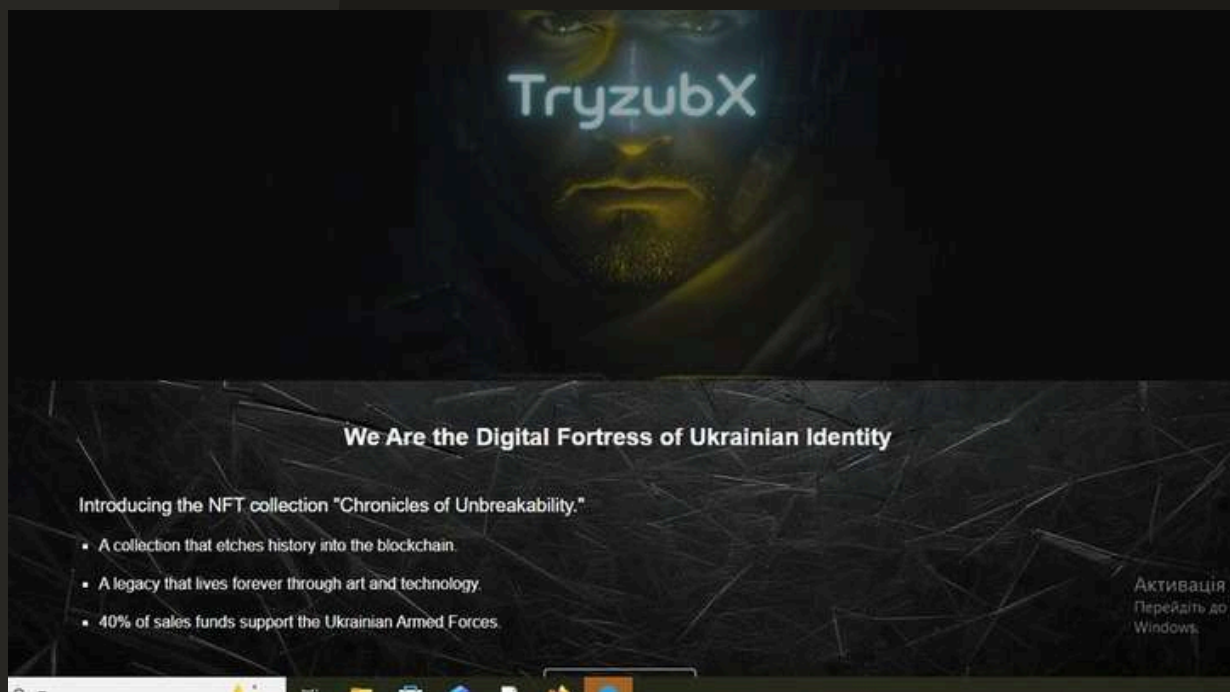 TryzubX
We Are the Digital Fortress of Ukrainian Identity
Introducing the NFT collection "Chronicles of Unbreakability."
A collection that etches history into the blockchain.
A legacy that lives forever through art and technology.
40% of sales funds support the Ukrainian Armed Forces.
Активація
Перейдіть до
Windows.